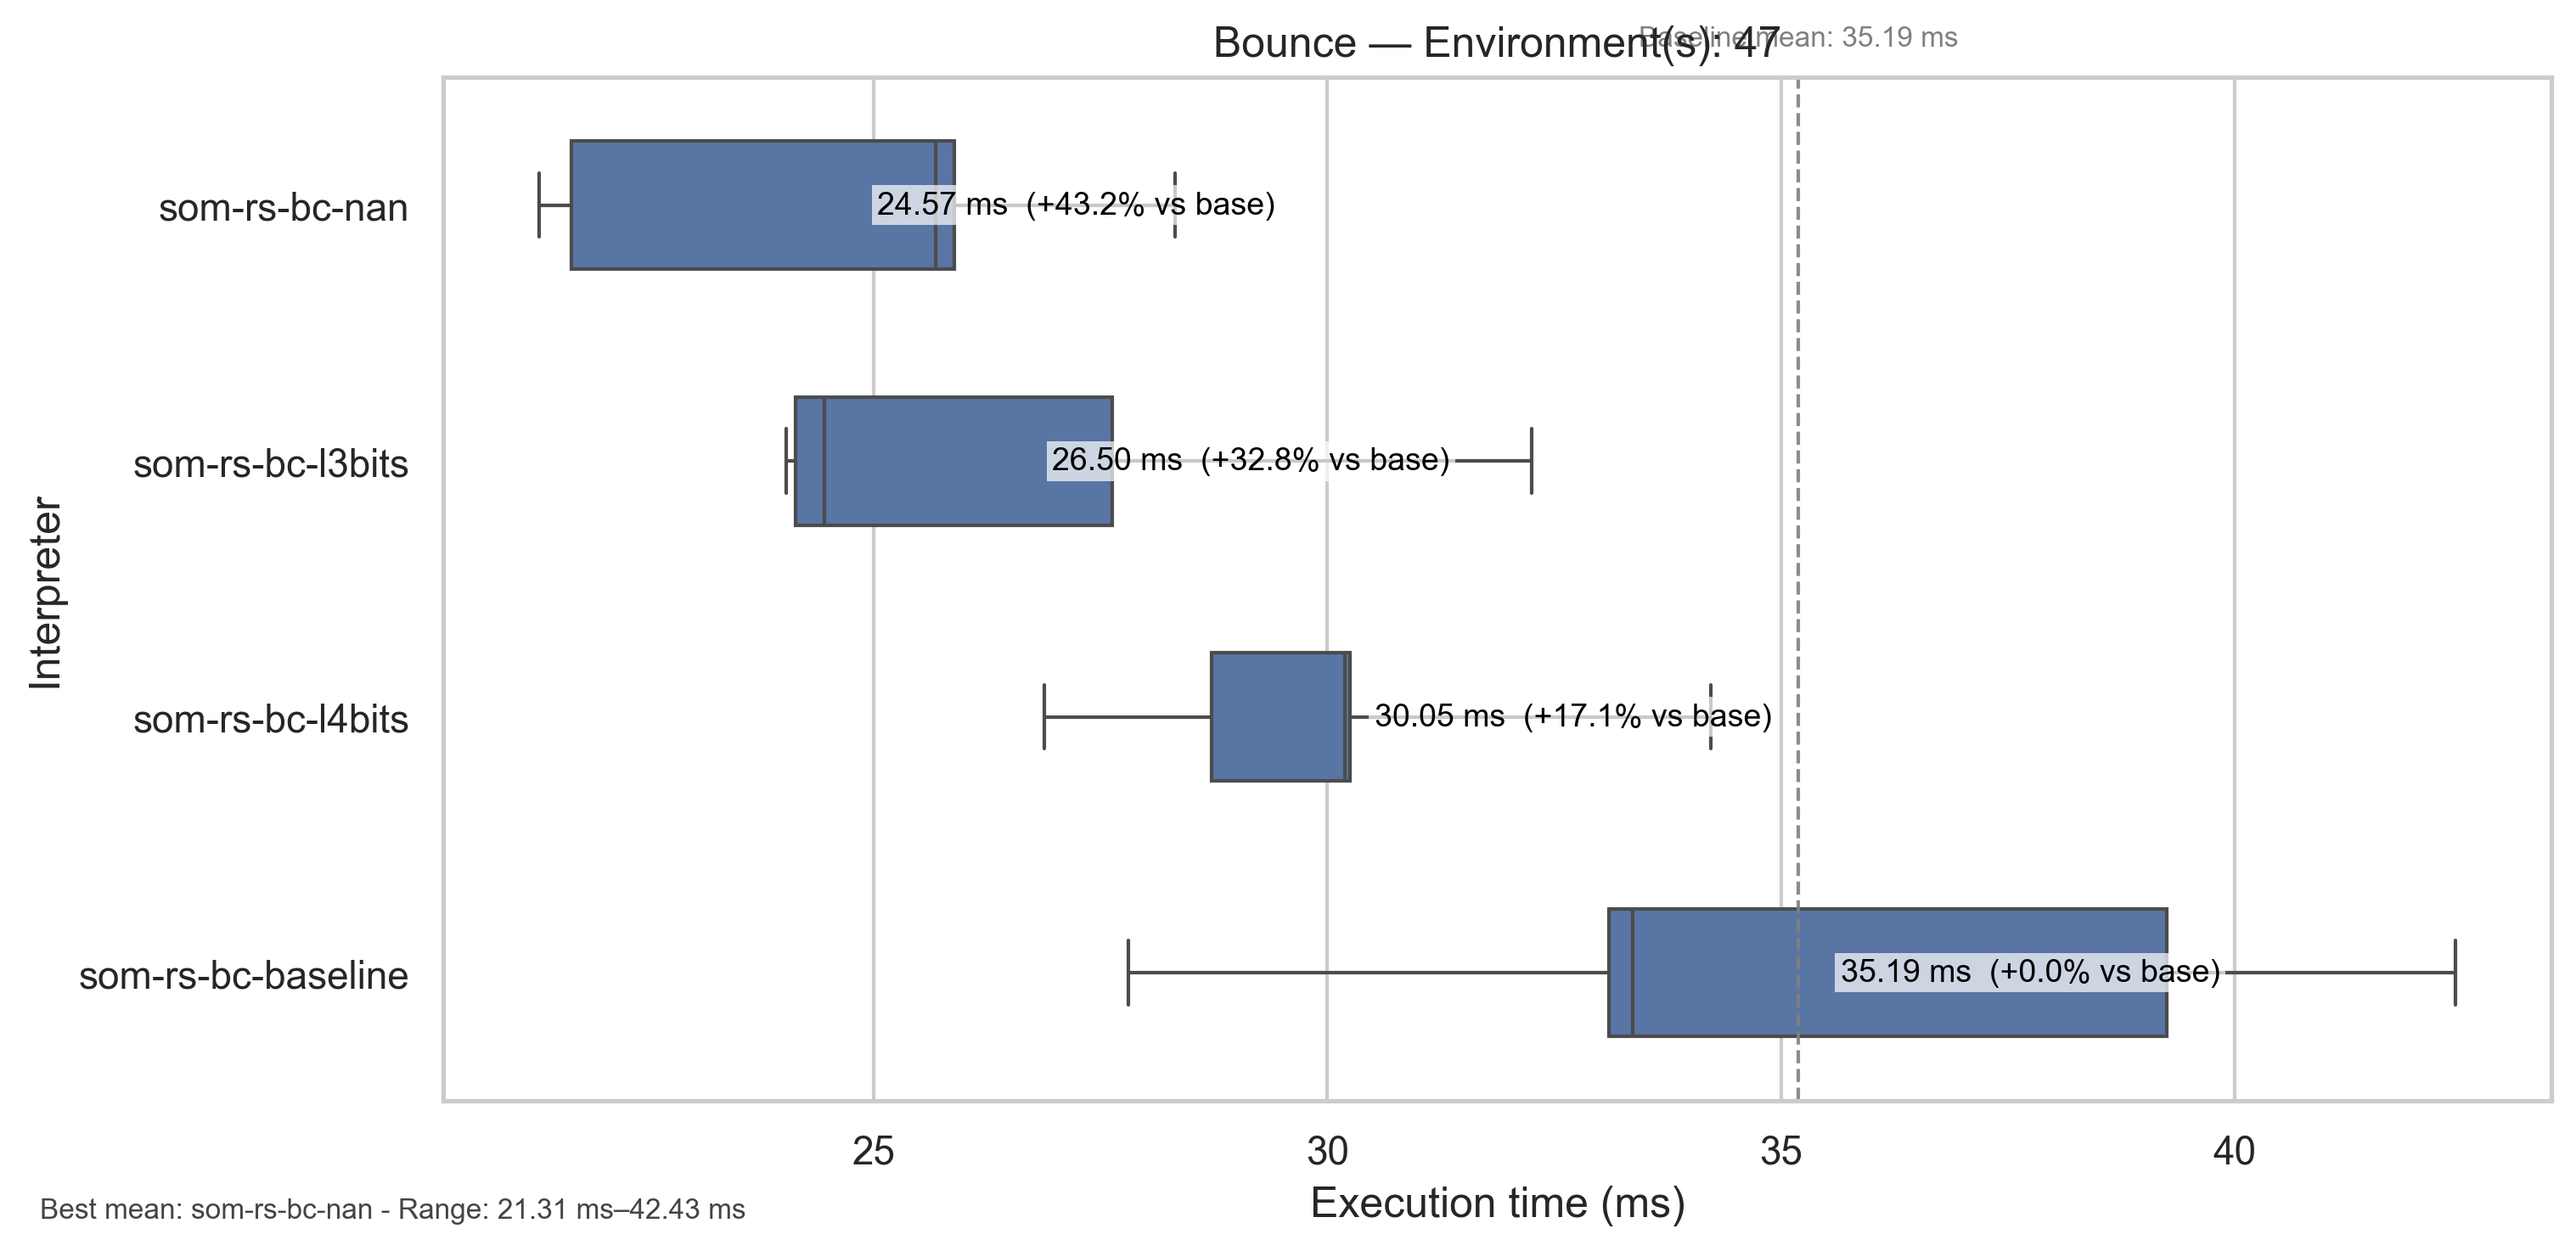 Bounce — Environment(s): 47
Baseline mean: 35.19 ms
som-rs-bc-nan
24.57 ms (+43.2% vs base)
som-rs-bc-l3bits
26.50 ms (+32.8% vs base)
som-rs-bc-l4bits
30.05 ms (+17.1% vs base)
som-rs-bc-baseline
35.19 ms (+0.0% vs base)
Interpreter
25 30 35 40
Execution time (ms)
Best mean: som-rs-bc-nan - Range: 21.31 ms–42.43 ms